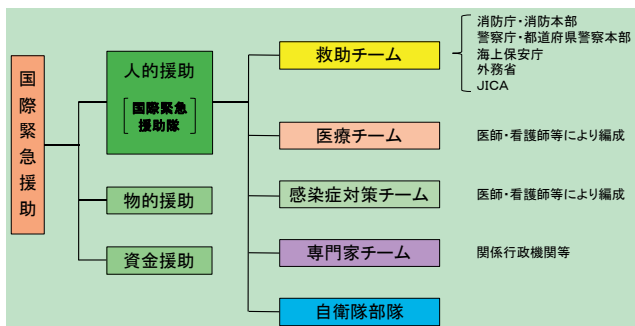 国際緊急援助
人的援助
国際緊急
援助隊
物的援助
資金援助
救助チーム
消防庁・消防本部
警察庁・都道府県警察本部
海上保安庁
外務省
JICA
医療チーム
医師・看護師等により編成
感染症対策チーム
医師・看護師等により編成
専門家チーム
関係行政機関等
自衛隊部隊